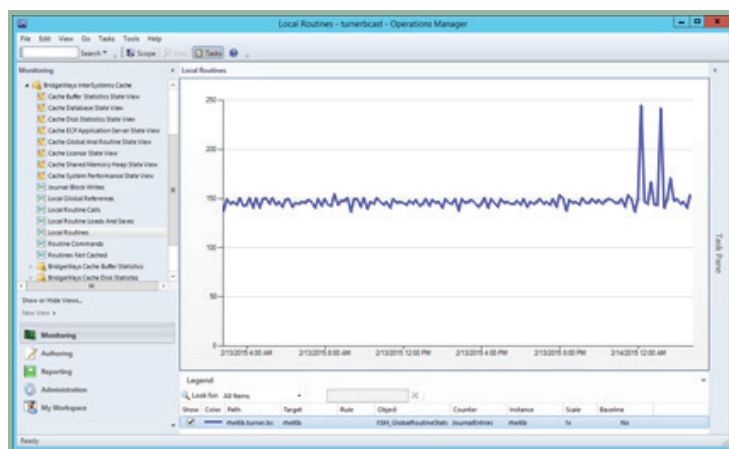 Local Routines - turnerbcast - Operations Manager
File Edit View Go Tasks Tools Help
Search Scope Find Tasks
Monitoring
Local Routines
BridgeWays InterSystems Cache
Cache Buffer Statistics State View
Cache Database State View
Cache Disk Statistics State View
Cache ECP Application Server State View
Cache Global And Routine State View
Cache License State View
Cache Shared Memory Heap State View
Cache System Performance State View
Journal Block Writes
Local Global References
Local Routine Calls
Local Routine Loads And Saves
Local Routines
Routine Commands
Routines Not Cached
BridgeWays Cache Buffer Statistics
BridgeWays Cache Disk Statistics
Show or Hide Views...
New View
Monitoring
Authoring
Reporting
Administration
My Workspace
250
200
150
100
50
0
2/13/2015 4:00 AM 2/13/2015 8:00 AM 2/13/2015 12:00 PM 2/13/2015 4:00 PM 2/13/2015 8:00 PM 2/14/2015 12:00 AM
Task Pane
Legend
Look for: All Items
Show Color Path Target Rule Object Counter Instance Scale Baseline
JournalEntries 1x No
Ready